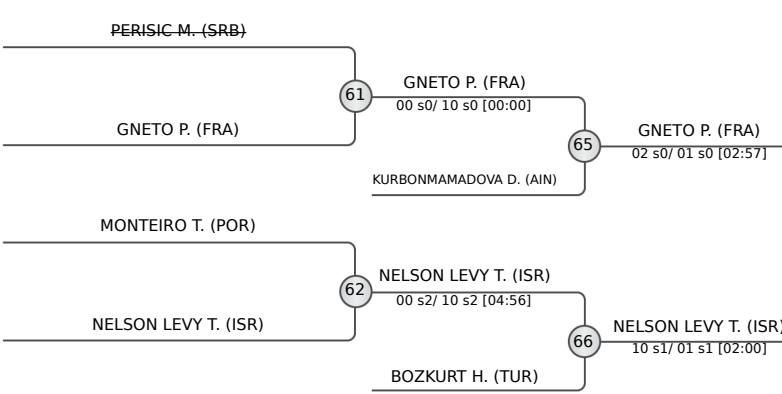 PERISIC M. (SRB)
GNETO P. (FRA)
61
GNETO P. (FRA)
00 s0/ 10 s0 [00:00]
KURBONMAMADOVA D. (AIN)
65
GNETO P. (FRA)
02 s0/ 01 s0 [02:57]
MONTEIRO T. (POR)
NELSON LEVY T. (ISR)
62
NELSON LEVY T. (ISR)
00 s2/ 10 s2 [04:56]
BOZKURT H. (TUR)
66
NELSON LEVY T. (ISR)
10 s1/ 01 s1 [02:00]